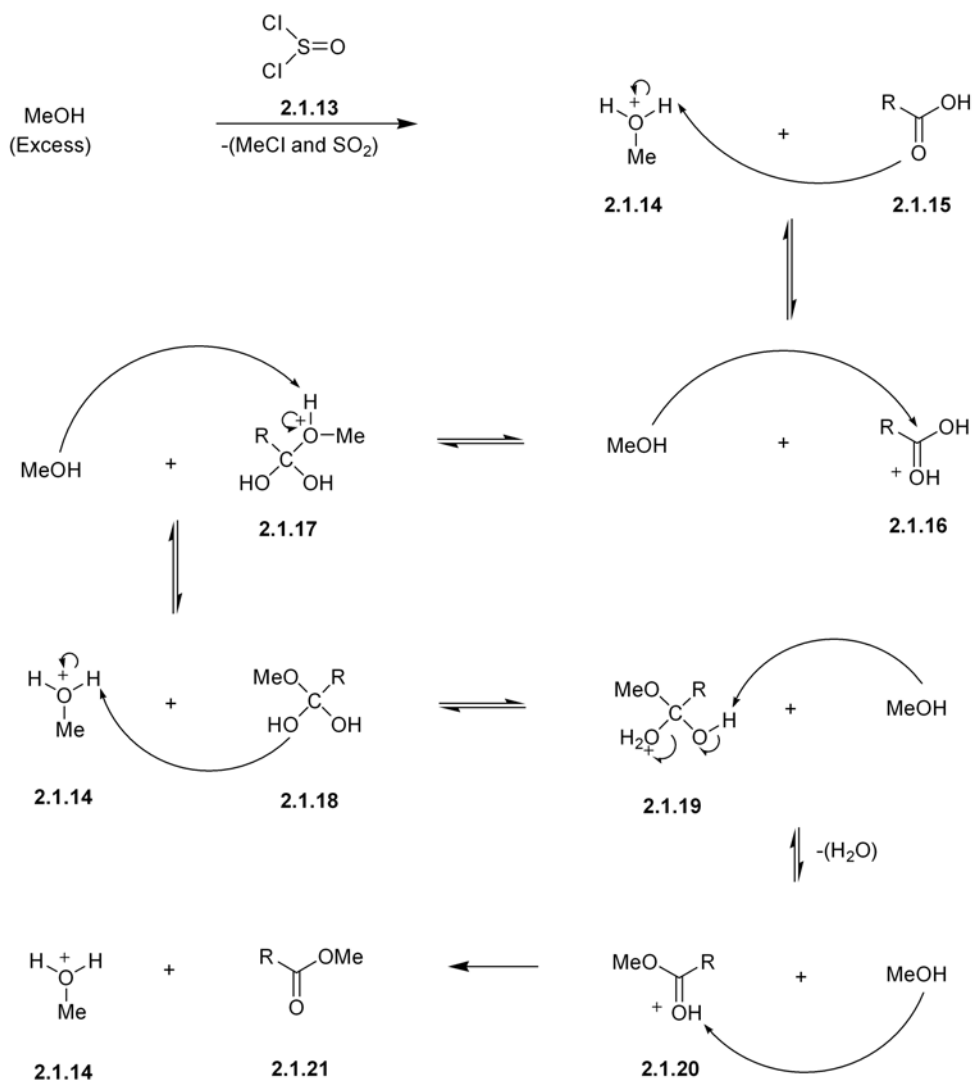 Cl
S=O
Cl
2.1.13
MeOH
(Excess)
-(MeCl and SO2)
H + H
O
Me
2.1.14
+
R OH
O
2.1.15
MeOH
+
H
+
R O—Me
C
HO OH
2.1.17
MeOH
+
R OH
+ OH
2.1.16
H + H
O
Me
2.1.14
+
MeO R
C
HO OH
2.1.18
MeO R
C H
H2O O
+
2.1.19
+
MeOH
-(H2O)
H + H
O
Me
2.1.14
+
R OMe
O
2.1.21
MeO R
+ OH
2.1.20
+
MeOH